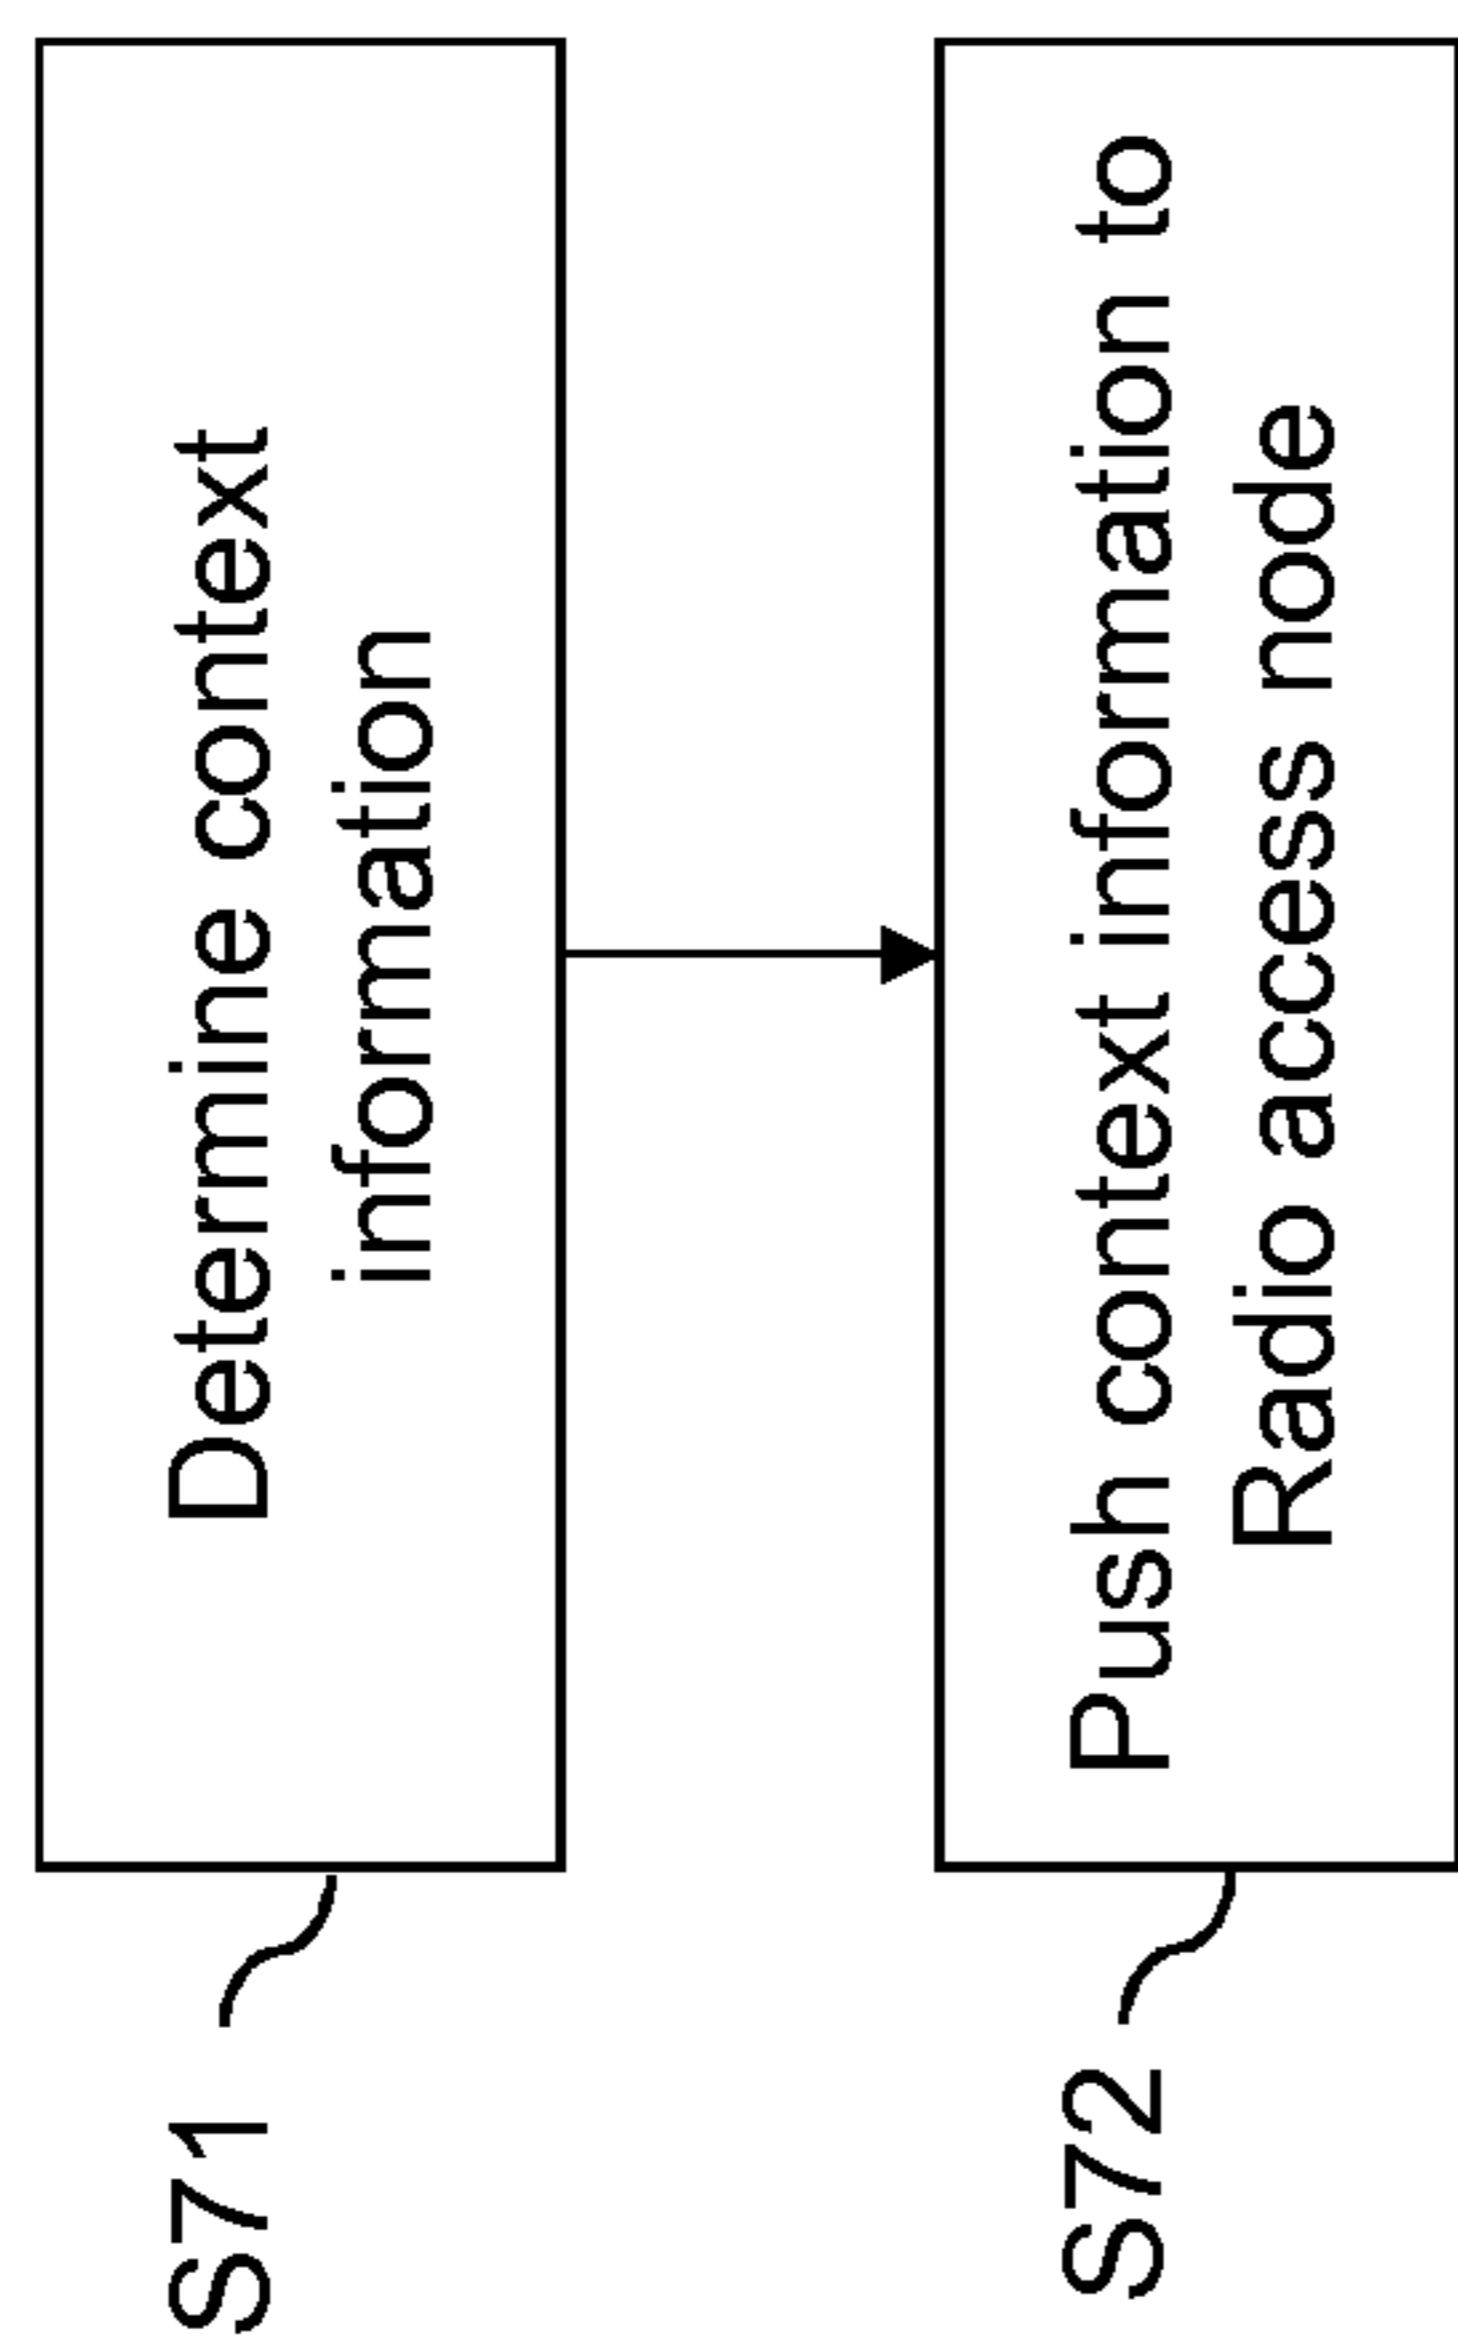 S71
Determine context
information
S72
Push context information to
Radio access node